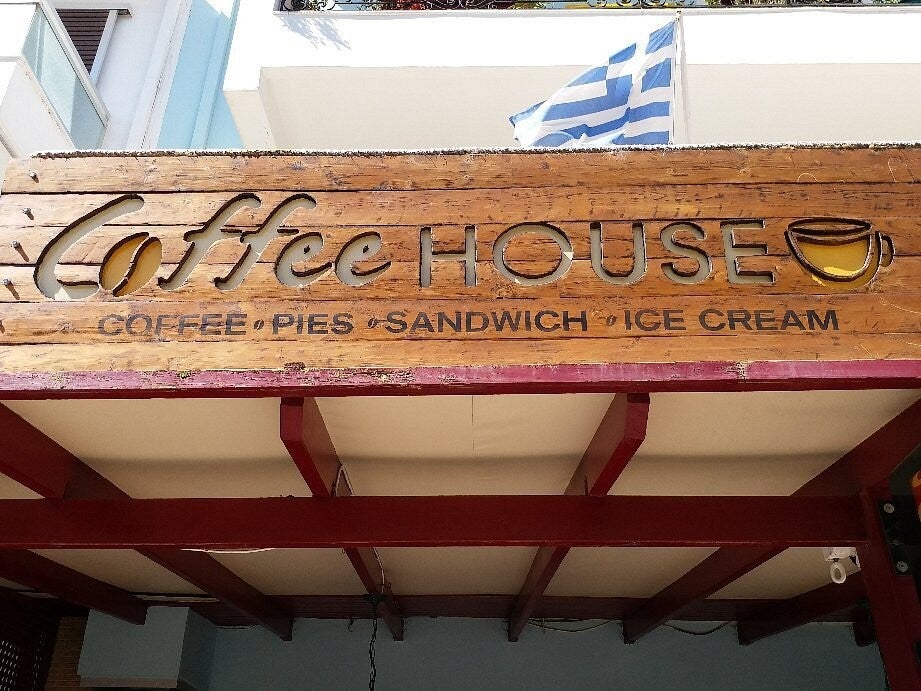 Coffee HOUSE
COFFEE • PIES • SANDWICH • ICE CREAM